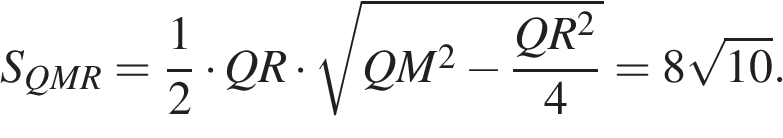 $S_{QMR} = \frac{1}{2} \cdot QR \cdot \sqrt{QM^2 - \frac{QR^2}{4}} = 8\sqrt{10}.$